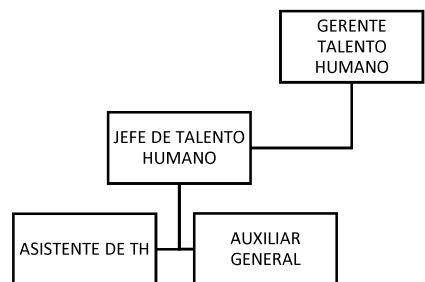 GERENTE
TALENTO
HUMANO
JEFE DE TALENTO
HUMANO
ASISTENTE DE TH
AUXILIAR
GENERAL